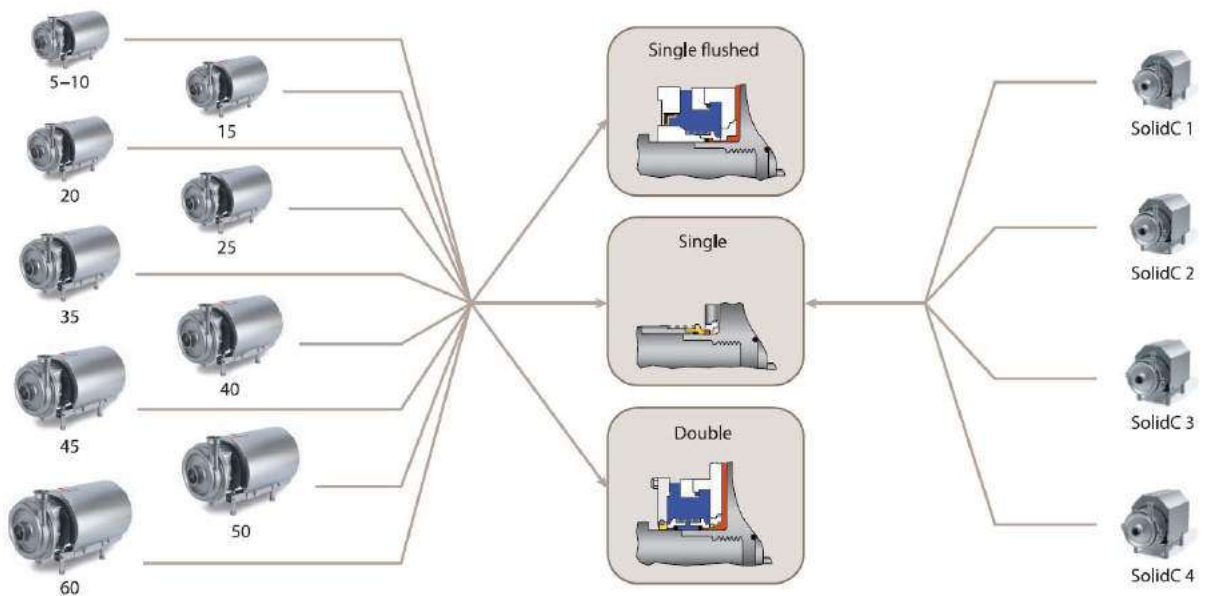 5–10
15
20
25
35
40
45
50
60
Single flushed
Single
Double
SolidC 1
SolidC 2
SolidC 3
SolidC 4